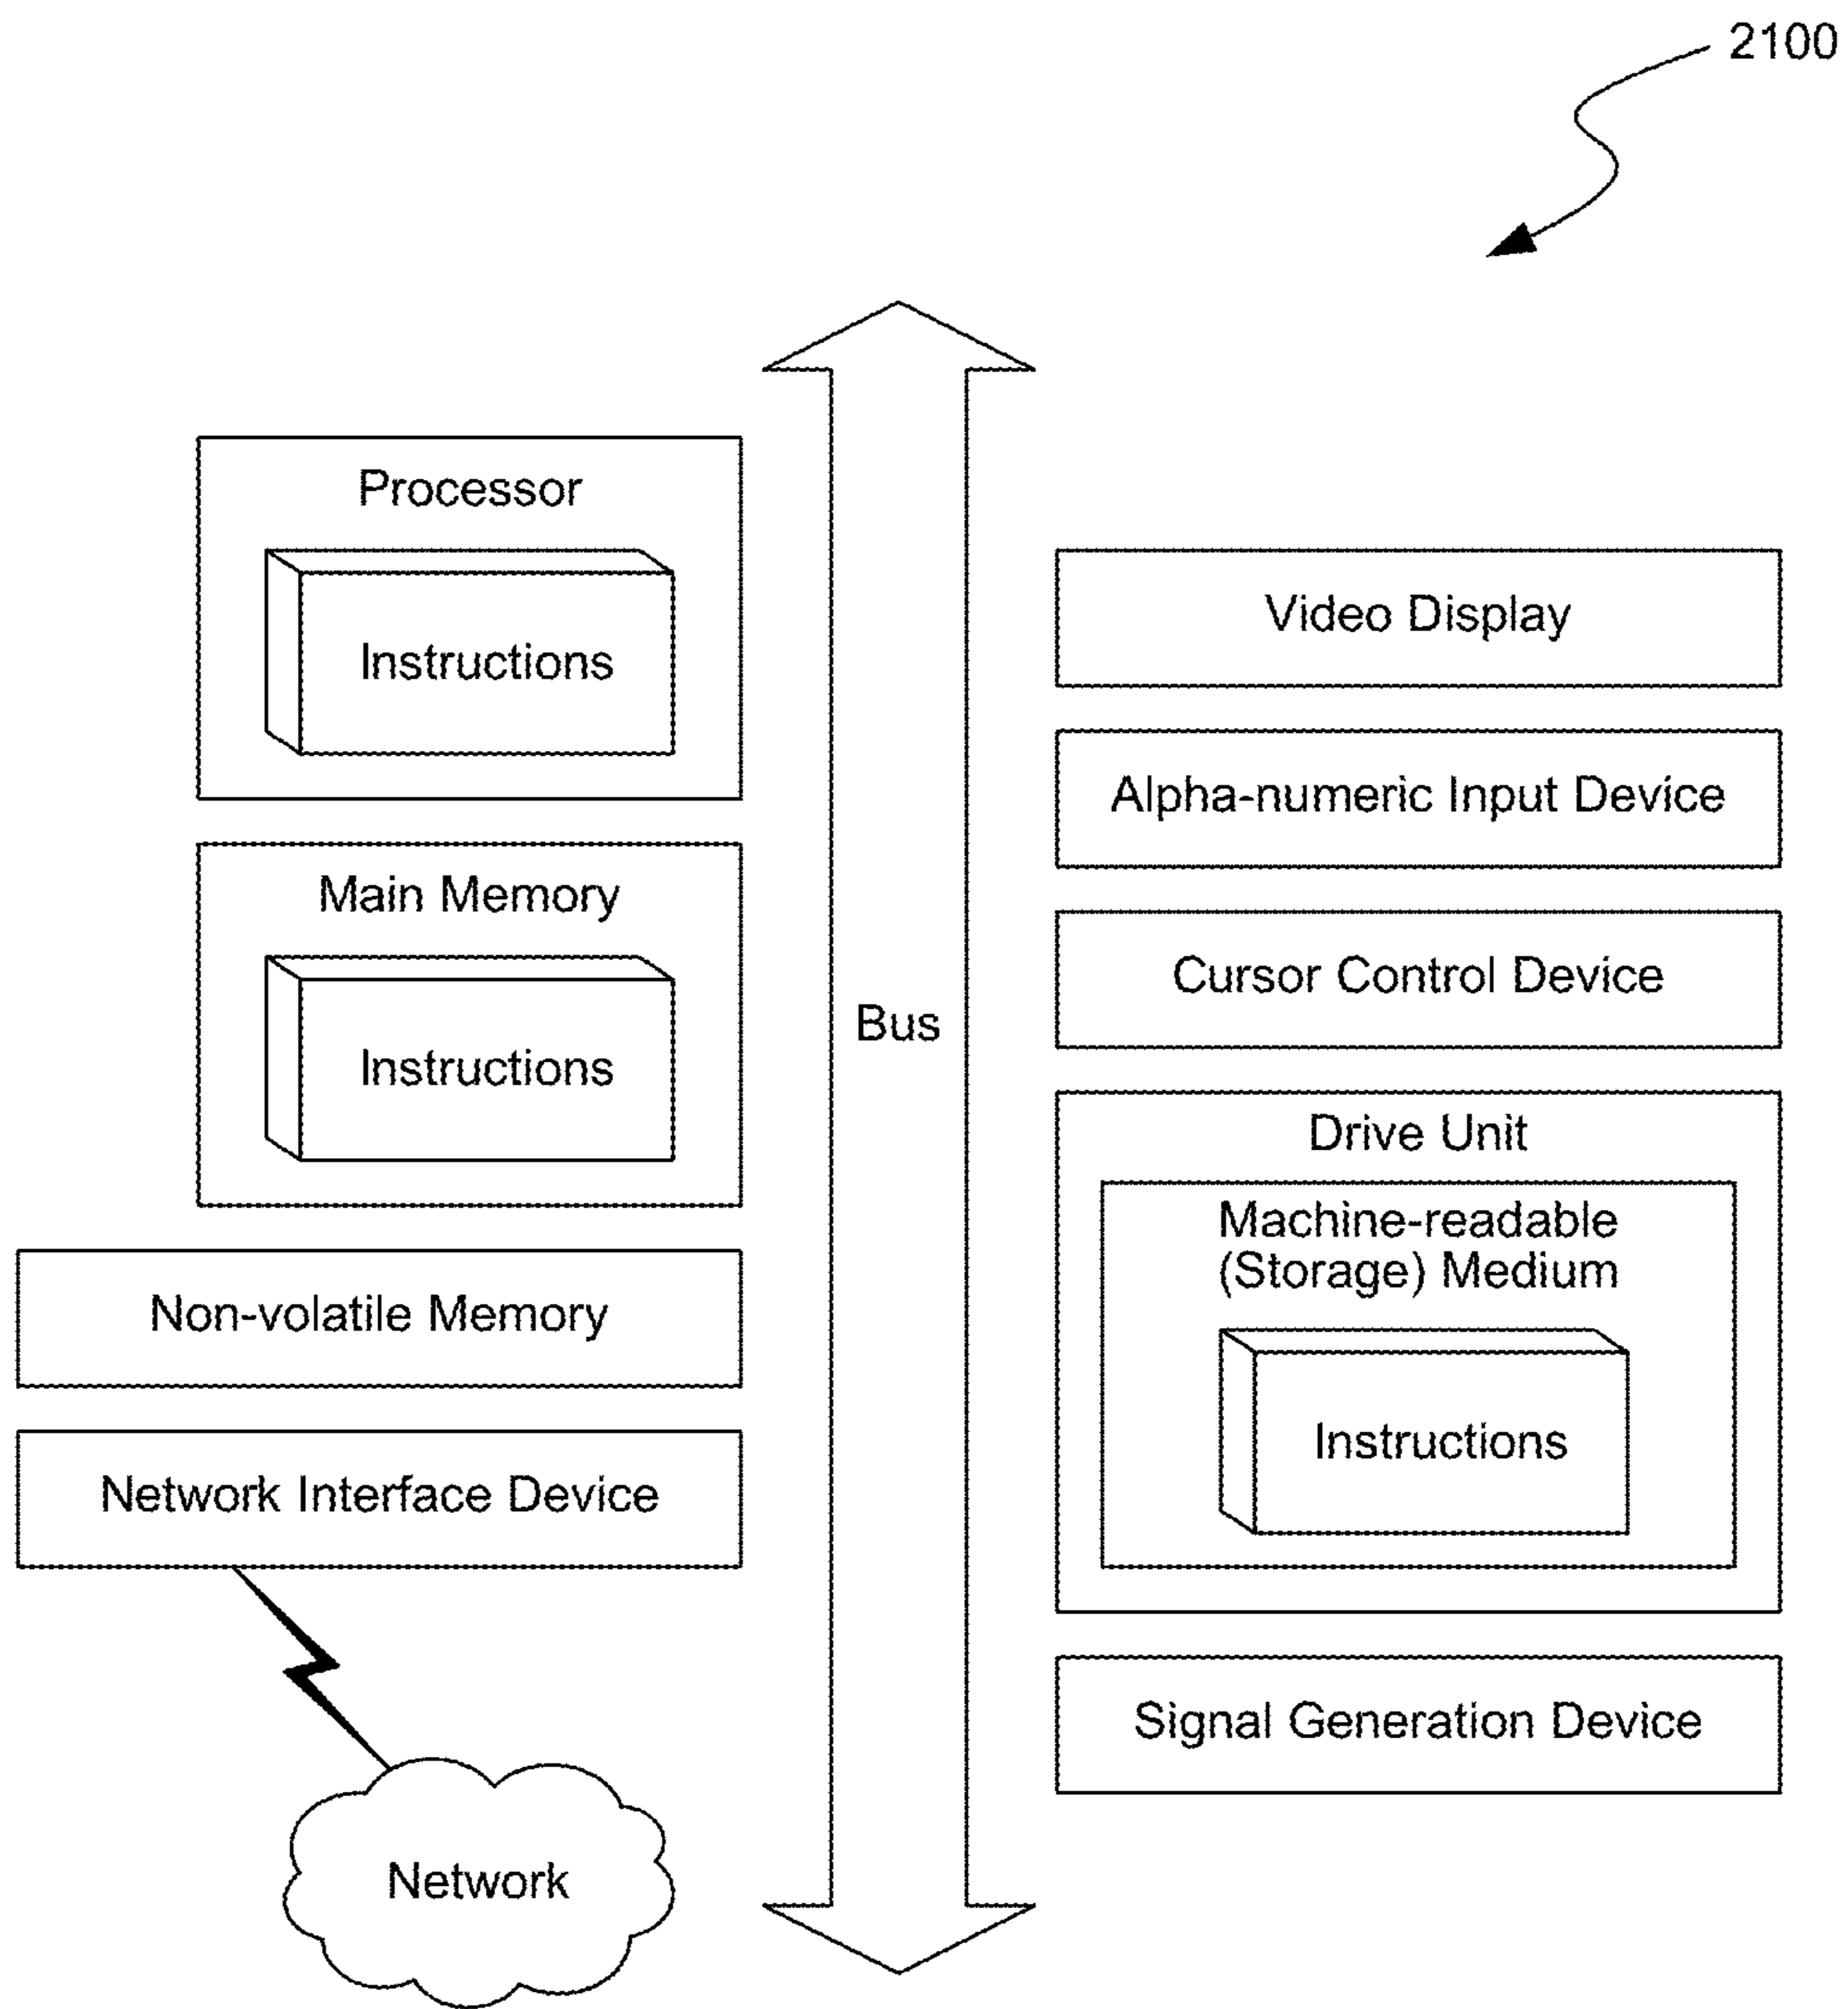 2100
Processor
Instructions
Main Memory
Instructions
Non-volatile Memory
Network Interface Device
Network
Bus
Video Display
Alpha-numeric Input Device
Cursor Control Device
Drive Unit
Machine-readable
(Storage) Medium
Instructions
Signal Generation Device